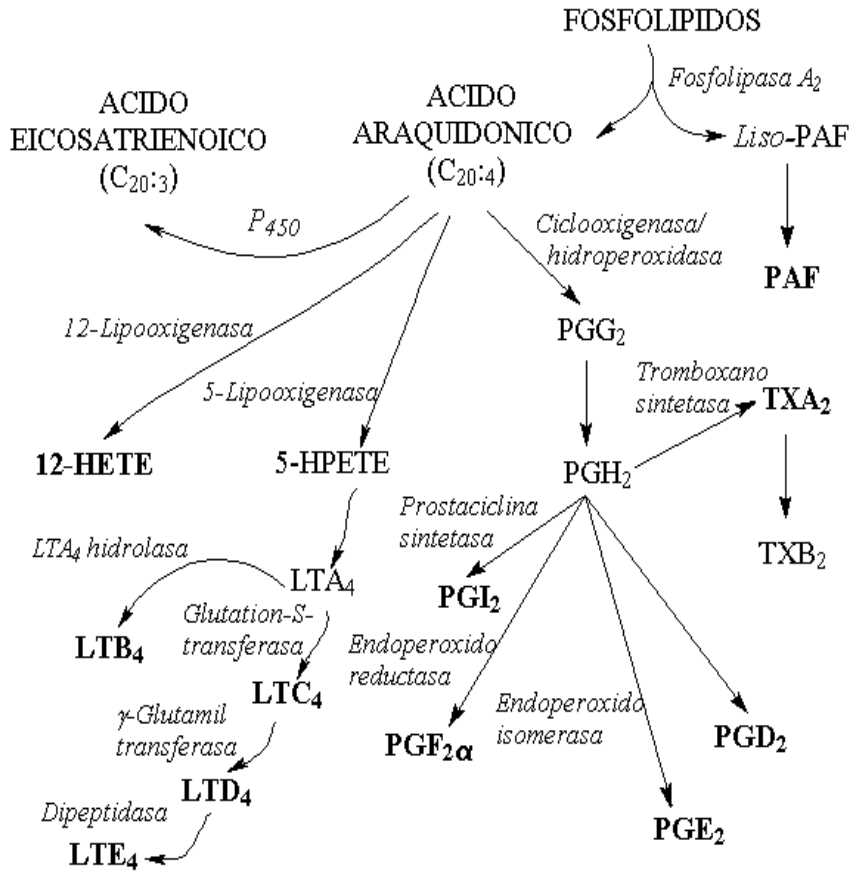 FOSFOLIPIDOS
Fosfolipasa A₂
ACIDO
EICOSATRIENOICO
(C₂₀:₃)
ACIDO
ARAQUIDONICO
(C₂₀:₄)
Liso-PAF
P₄₅₀
Ciclooxigenasa/
hidroperoxidasa
PAF
12-Lipooxigenasa
PGG₂
5-Lipooxigenasa
Tromboxano
sintetasa
TXA₂
12-HETE
5-HPETE
PGH₂
Prostaciclina
sintetasa
LTA₄ hidrolasa
TXB₂
LTA₄
PGI₂
Glutation-S-
transferasa
LTB₄
Endoperoxido
reductasa
LTC₄
Endoperoxido
isomerasa
γ-Glutamil
transferasa
PGF₂α
PGD₂
LTD₄
Dipeptidasa
PGE₂
LTE₄